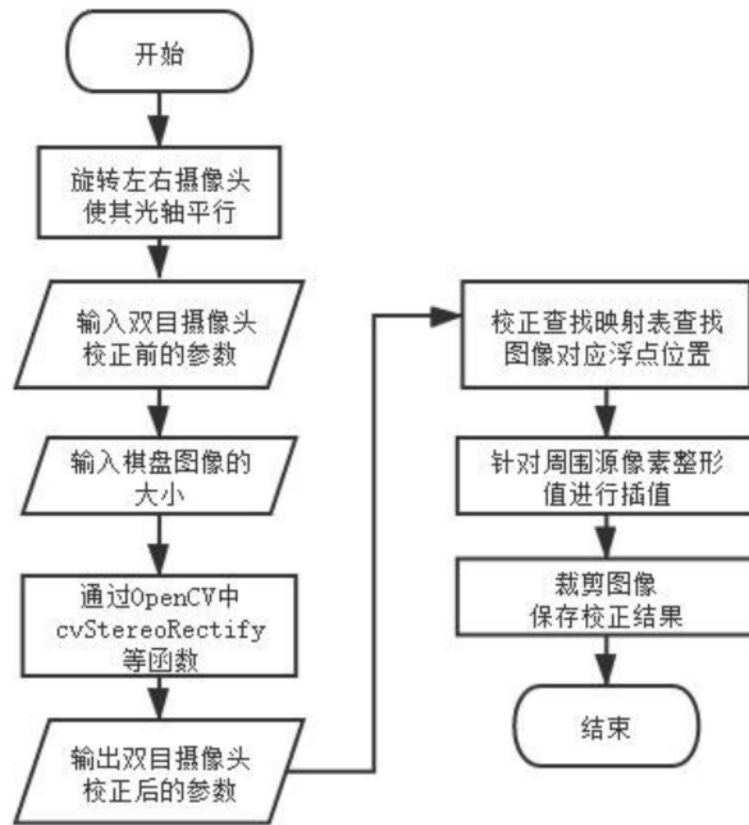 开始
旋转左右摄像头
使其光轴平行
输入双目摄像头
校正前的参数
输入棋盘图像的
大小
通过OpenCV中
cvStereoRectify
等函数
输出双目摄像头
校正后的参数
校正查找映射表查找
图像对应浮点位置
针对周围源像素整形
值进行插值
裁剪图像
保存校正结果
结束